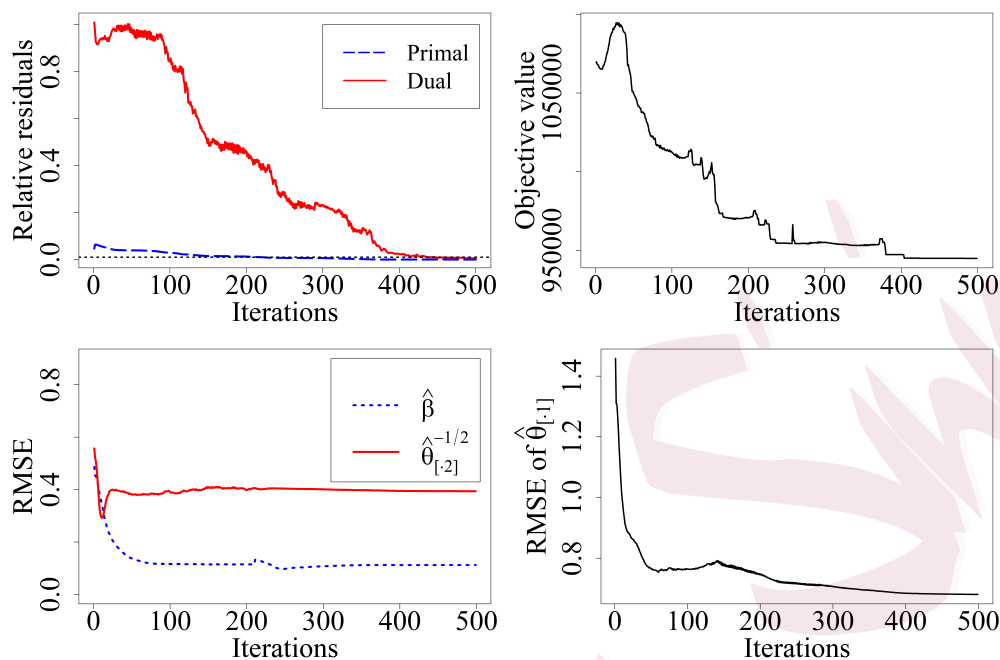 Relative residuals
0.0 0.4 0.8
Primal
Dual
0 100 200 300 400 500
Iterations
Objective value
950000 1050000
0 100 200 300 400 500
Iterations
RMSE
0.0 0.4 0.8
β̂
θ̂[·2]^−1/2
0 100 200 300 400 500
Iterations
RMSE of θ̂[·1]
0.8 1.0 1.2 1.4
0 100 200 300 400 500
Iterations